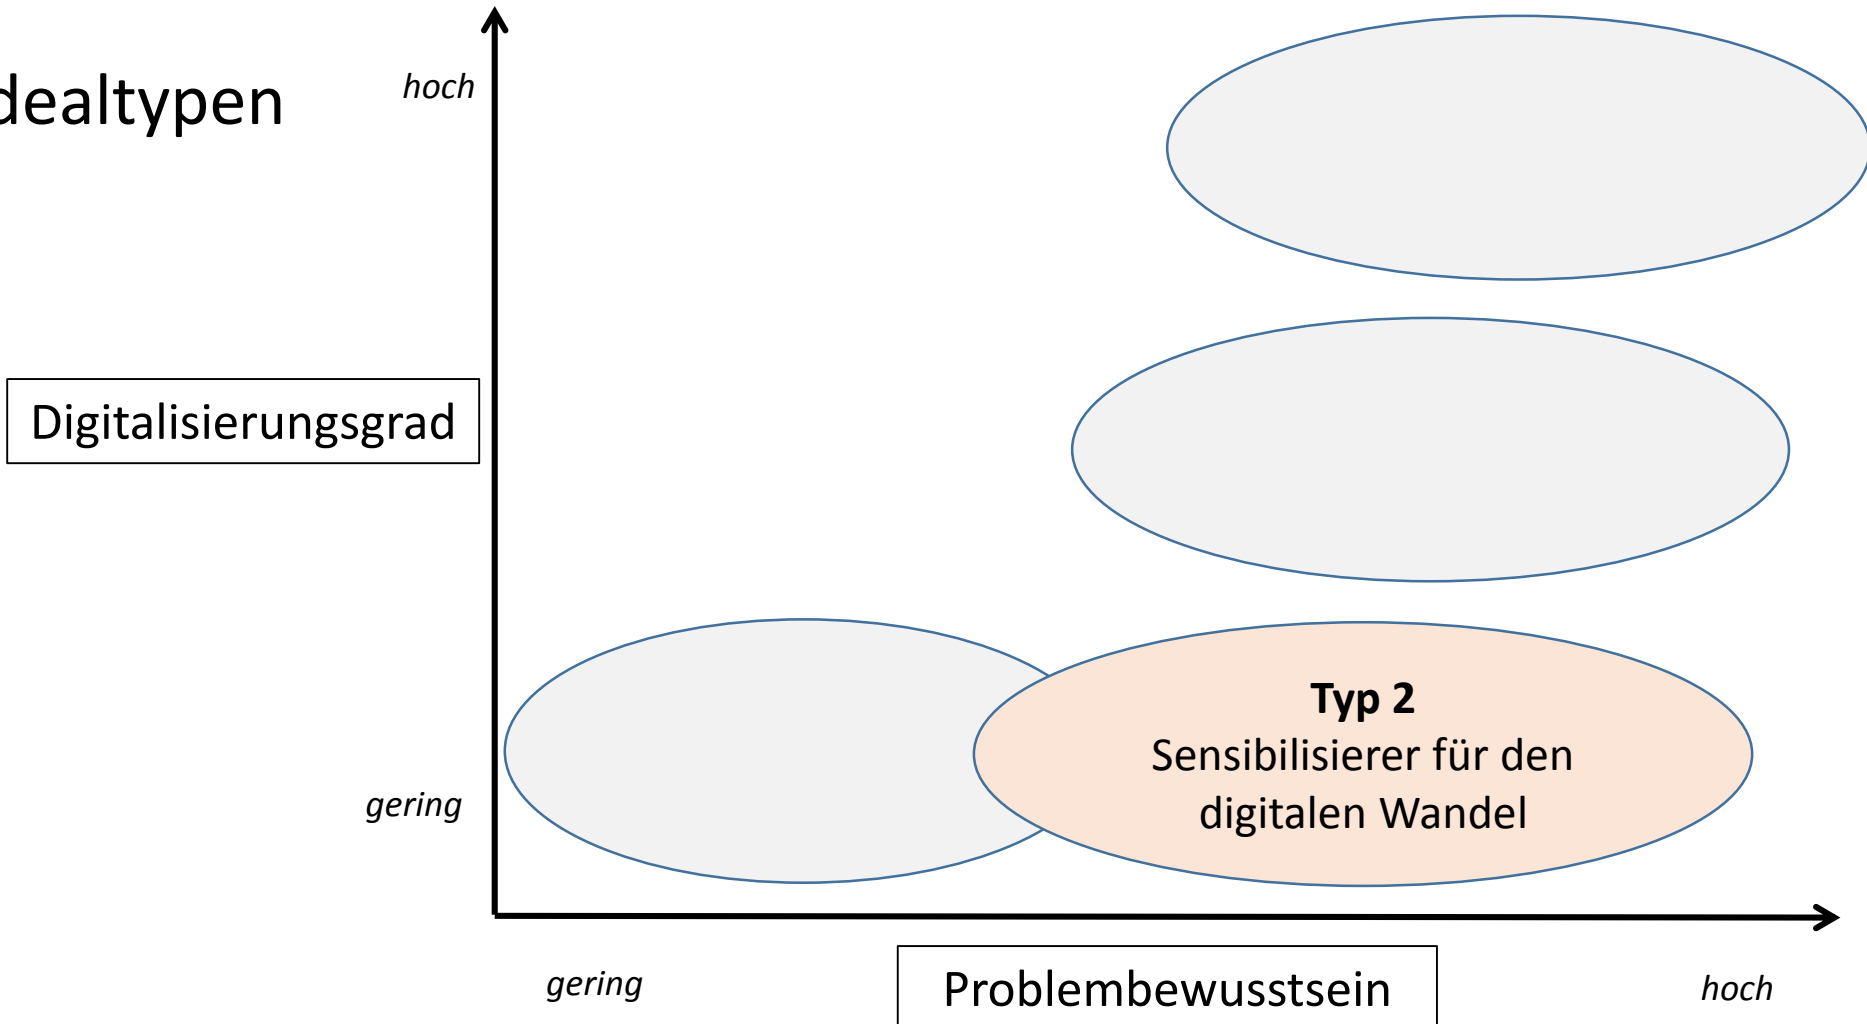 dealtypen
hoch
Digitalisierungsgrad
Typ 2
Sensibilisierer für den
digitalen Wandel
gering
gering
Problembewusstsein
hoch